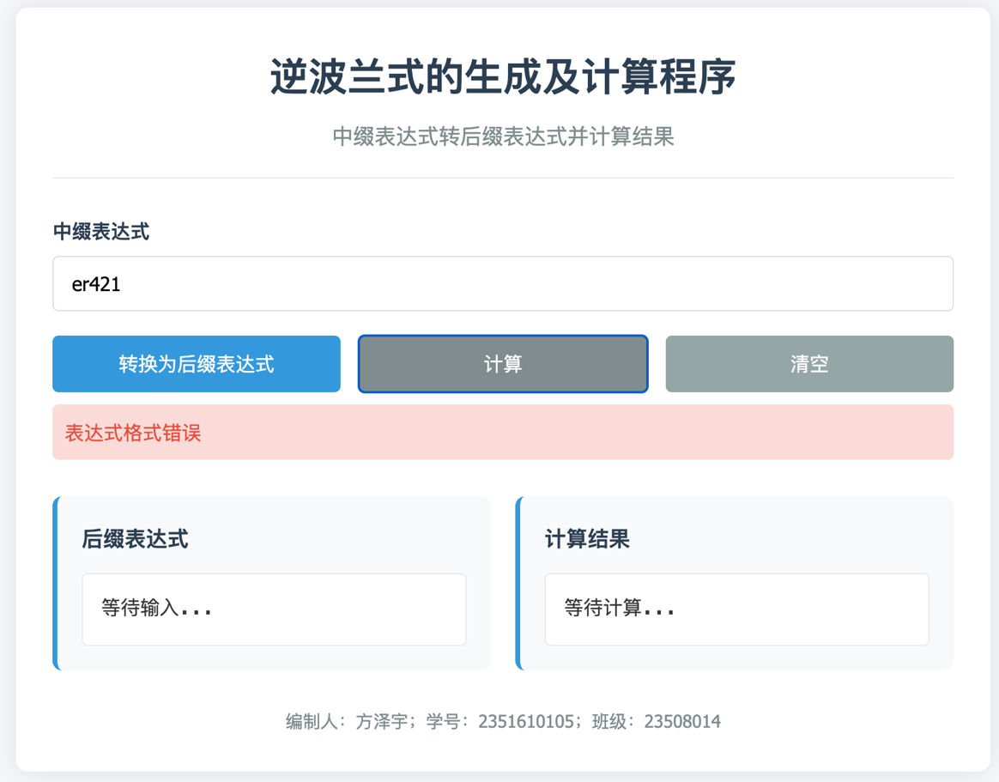 逆波兰式的生成及计算程序
中缀表达式转后缀表达式并计算结果
中缀表达式
er421
转换为后缀表达式
计算
清空
表达式格式错误
后缀表达式
等待输入...
计算结果
等待计算...
编制人：方泽宇；学号：2351610105；班级：23508014